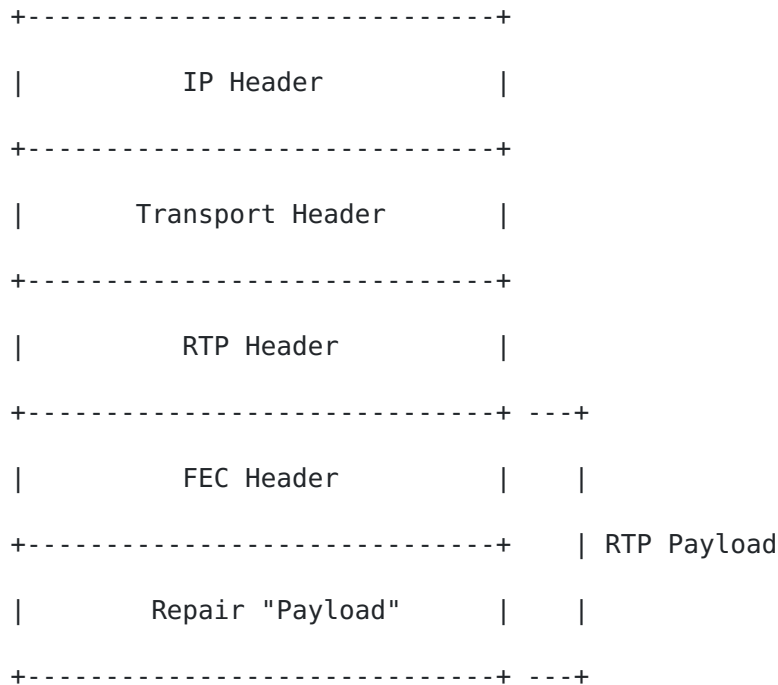 +------------------------------+
|          IP Header           |
+------------------------------+
|       Transport Header       |
+------------------------------+
|          RTP Header          |
+------------------------------+ ---+
|          FEC Header          |    |
+------------------------------+    | RTP Payload
|        Repair "Payload"      |    |
+------------------------------+ ---+